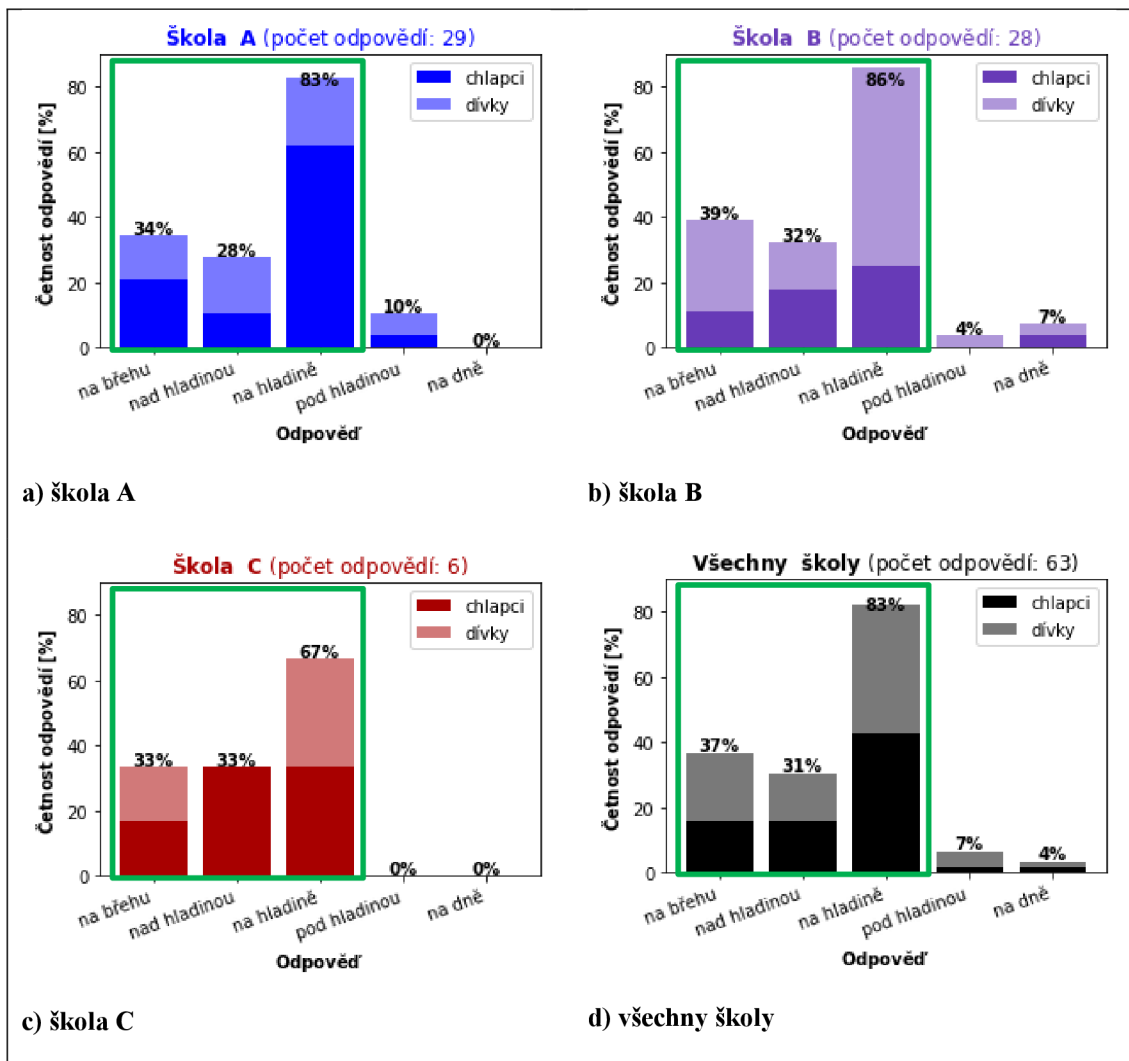 Škola A (počet odpovědí: 29)
Četnost odpovědí [%]
80
60
40
20
0
34%
28%
83%
10%
0%
chlapci
dívky
na břehu
nad hladinou
na hladině
pod hladinou
na dně
Odpověď
a) škola A
Škola B (počet odpovědí: 28)
Četnost odpovědí [%]
80
60
40
20
0
39%
32%
86%
4%
7%
chlapci
dívky
na břehu
nad hladinou
na hladině
pod hladinou
na dně
Odpověď
b) škola B
Škola C (počet odpovědí: 6)
Četnost odpovědí [%]
80
60
40
20
0
33%
33%
67%
0%
0%
chlapci
dívky
na břehu
nad hladinou
na hladině
pod hladinou
na dně
Odpověď
c) škola C
Všechny školy (počet odpovědí: 63)
Četnost odpovědí [%]
80
60
40
20
0
37%
31%
83%
7%
4%
chlapci
dívky
na břehu
nad hladinou
na hladině
pod hladinou
na dně
Odpověď
d) všechny školy